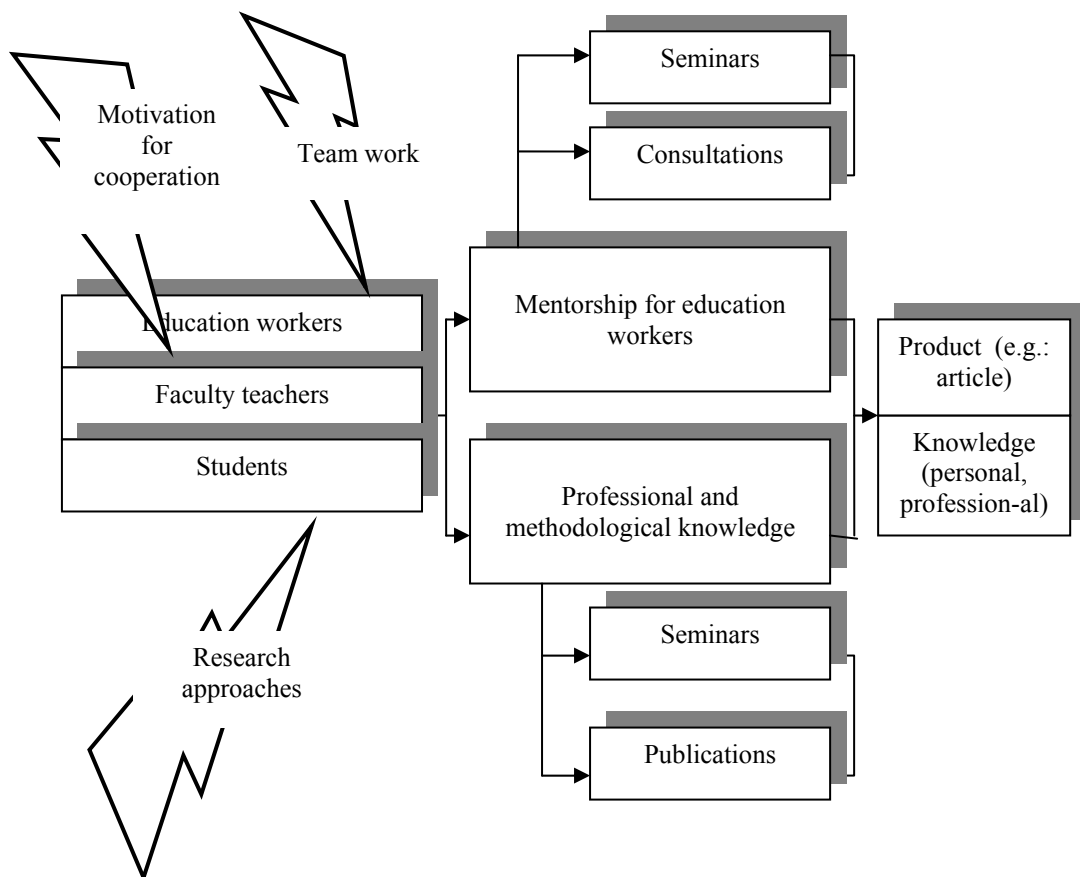 Motivation
for
cooperation
Team work
Education workers
Faculty teachers
Students
Research
approaches
Seminars
Consultations
Mentorship for education
workers
Professional and
methodological knowledge
Seminars
Publications
Product (e.g.:
article)
Knowledge
(personal,
profession-al)